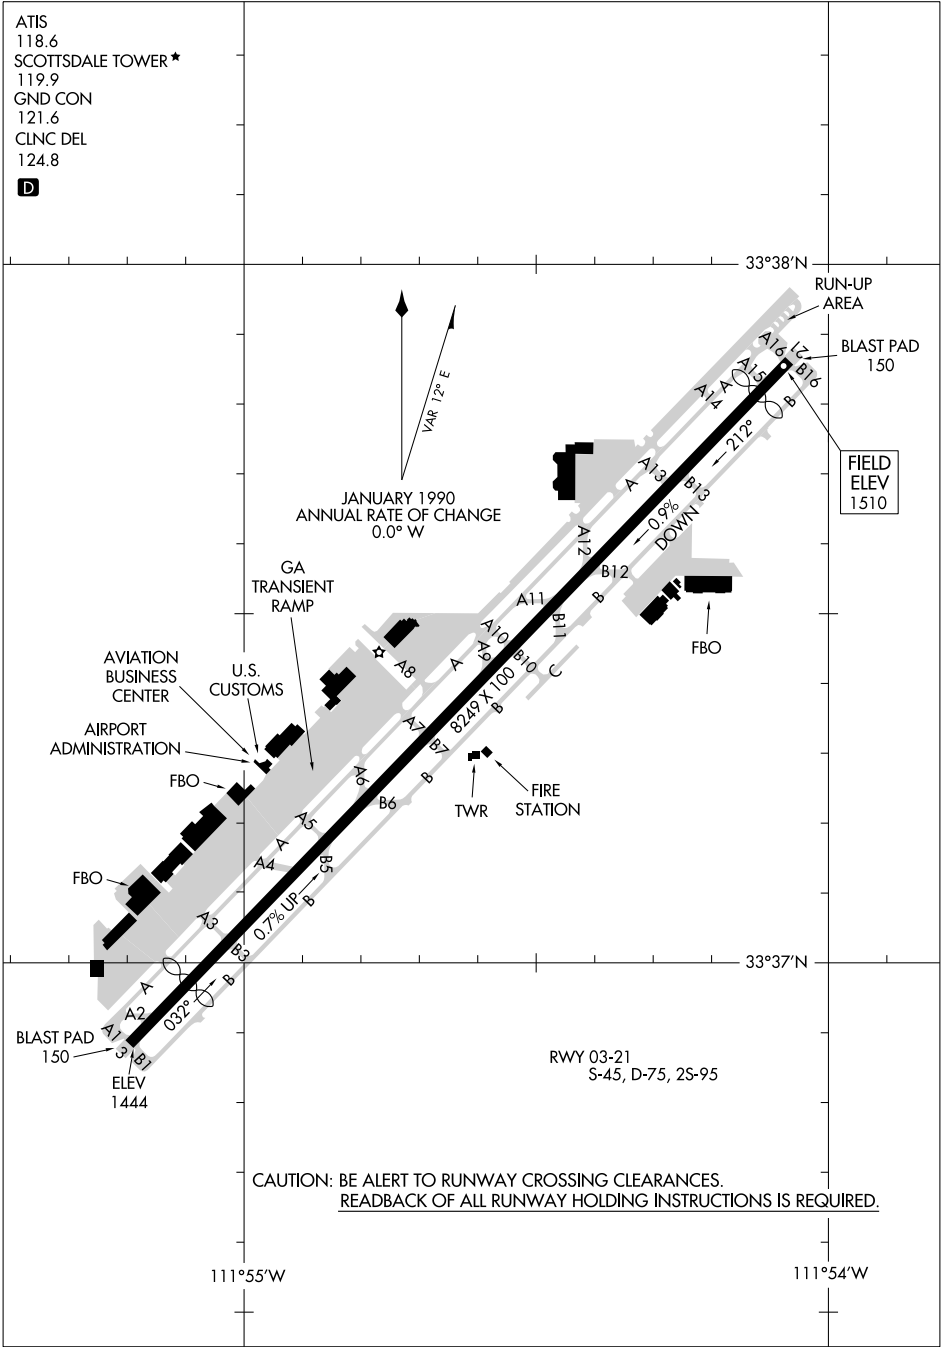 ATIS
118.6
SCOTTSDALE TOWER★
119.9
GND CON
121.6
CLNC DEL
124.8
D
33°38'N
RUN-UP
AREA
A16
21
BLAST PAD
150
B16
A15
A
A14
B
VAR 12° E
212°
FIELD
ELEV
1510
JANUARY 1990
ANNUAL RATE OF CHANGE
0.0° W
A13
A
B13
0.9%
DOWN
A12
B12
GA
TRANSIENT
RAMP
A11
B
B11
A10
FBO
A9
B10
A8
A
C
AVIATION
BUSINESS
CENTER
U.S.
CUSTOMS
8249 X 100
B
AIRPORT
ADMINISTRATION
A7
B7
A6
B
FBO
TWR
FIRE
STATION
B6
A5
A
A4
B5
FBO
B
A3
0.7% UP
B3
33°37'N
A
B
032°
A2
A1
3
B1
BLAST PAD
150
ELEV
1444
RWY 03-21
S-45, D-75, 2S-95
CAUTION: BE ALERT TO RUNWAY CROSSING CLEARANCES.
READBACK OF ALL RUNWAY HOLDING INSTRUCTIONS IS REQUIRED.
111°55'W
111°54'W